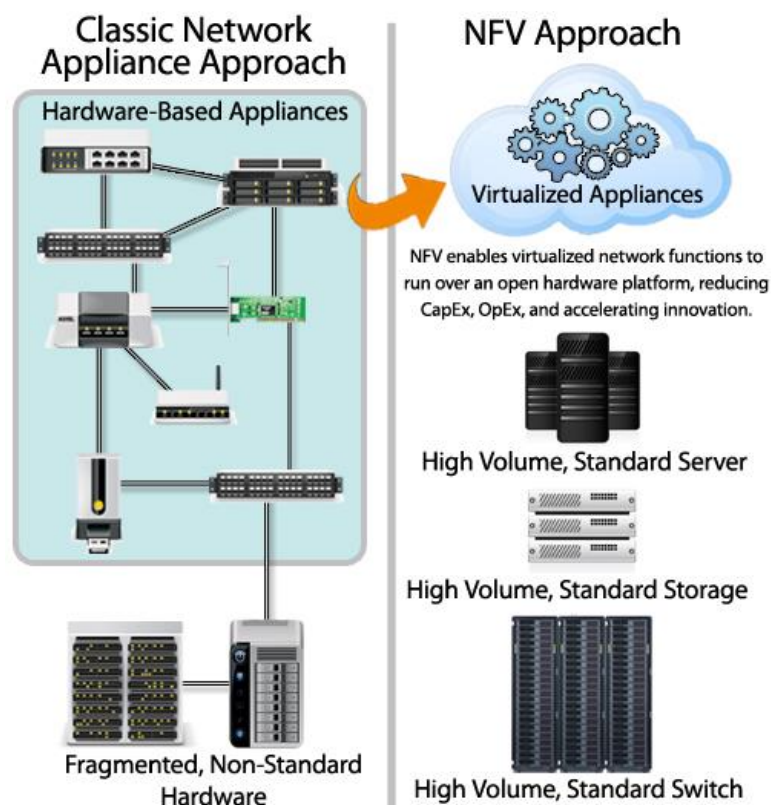 Classic Network
Appliance Approach
Hardware-Based Appliances
Fragmented, Non-Standard
Hardware
NFV Approach
Virtualized Appliances
NFV enables virtualized network functions to
run over an open hardware platform, reducing
CapEx, OpEx, and accelerating innovation.
High Volume, Standard Server
High Volume, Standard Storage
High Volume, Standard Switch